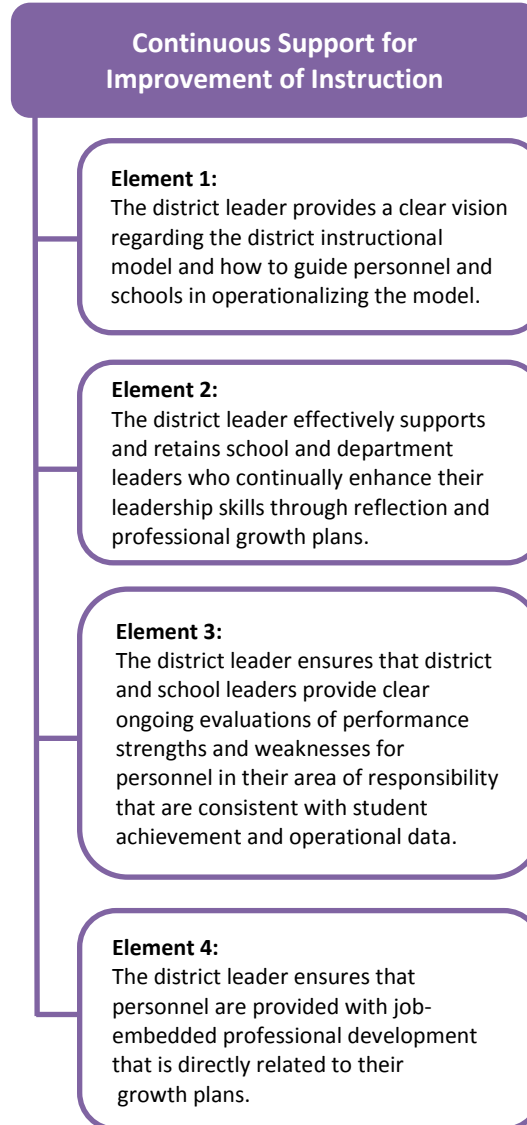 Continuous Support for
Improvement of Instruction
Element 1:
The district leader provides a clear vision
regarding the district instructional
model and how to guide personnel and
schools in operationalizing the model.
Element 2:
The district leader effectively supports
and retains school and department
leaders who continually enhance their
leadership skills through reflection and
professional growth plans.
Element 3:
The district leader ensures that district
and school leaders provide clear
ongoing evaluations of performance
strengths and weaknesses for
personnel in their area of responsibility
that are consistent with student
achievement and operational data.
Element 4:
The district leader ensures that
personnel are provided with job-
embedded professional development
that is directly related to their
growth plans.